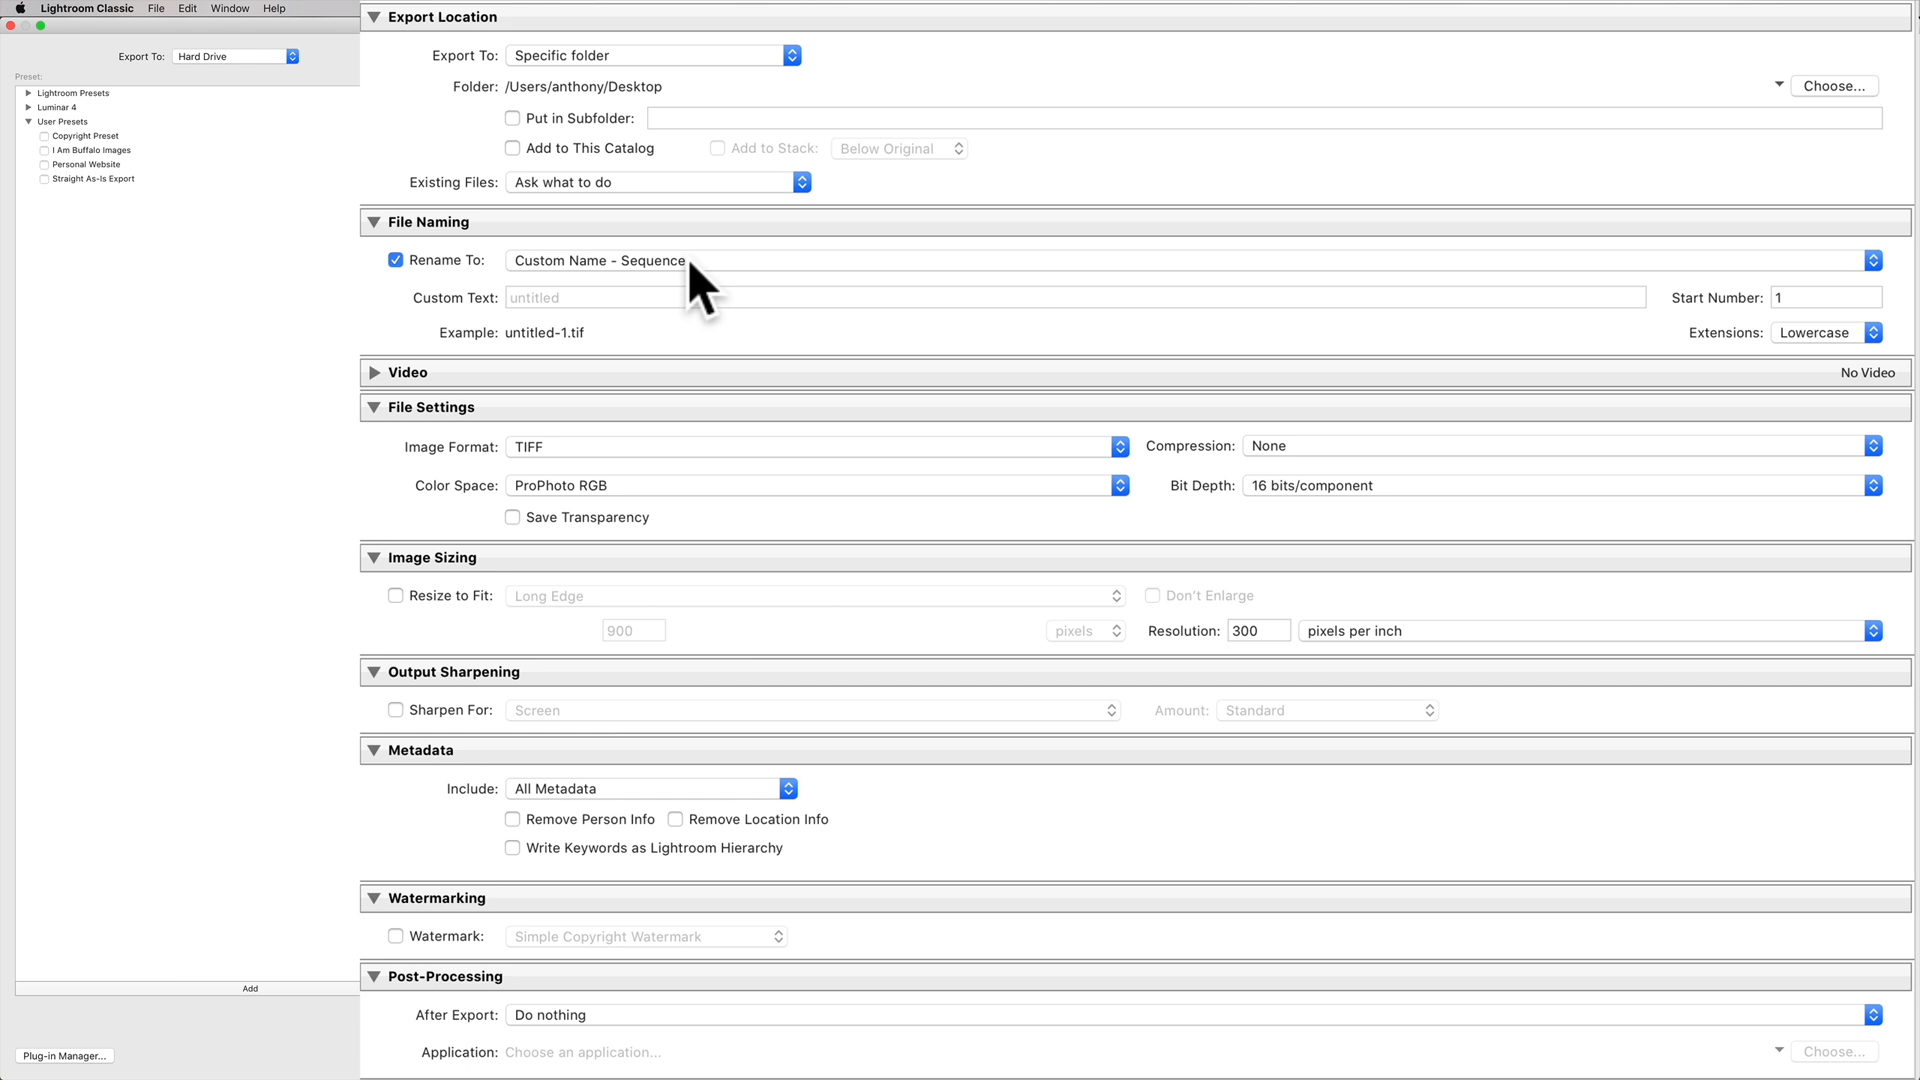 Lightroom Classic File Edit Window Help
Export To: Hard Drive
Preset:
Lightroom Presets
Luminar 4
User Presets
Copyright Preset
I Am Buffalo Images
Personal Website
Straight As-Is Export
Add
Plug-in Manager...
Export Location
Export To: Specific folder
Folder: /Users/anthony/Desktop Choose...
Put in Subfolder:
Add to This Catalog Add to Stack: Below Original
Existing Files: Ask what to do
File Naming
Rename To: Custom Name - Sequence
Custom Text: untitled Start Number: 1
Example: untitled-1.tif Extensions: Lowercase
Video No Video
File Settings
Image Format: TIFF Compression: None
Color Space: ProPhoto RGB Bit Depth: 16 bits/component
Save Transparency
Image Sizing
Resize to Fit: Long Edge Don't Enlarge
900 pixels Resolution: 300 pixels per inch
Output Sharpening
Sharpen For: Screen Amount: Standard
Metadata
Include: All Metadata
Remove Person Info Remove Location Info
Write Keywords as Lightroom Hierarchy
Watermarking
Watermark: Simple Copyright Watermark
Post-Processing
After Export: Do nothing
Application: Choose an application... Choose...